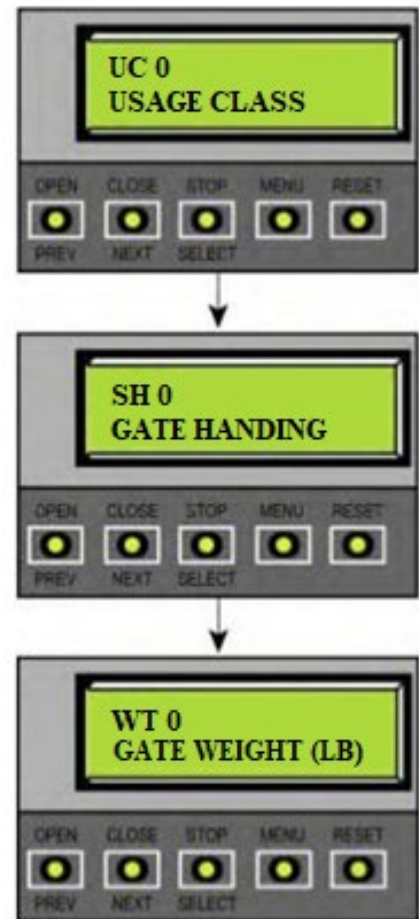 UC 0
USAGE CLASS
OPEN CLOSE STOP MENU RESET
PREV NEXT SELECT
SH 0
GATE HANDING
OPEN CLOSE STOP MENU RESET
PREV NEXT SELECT
WT 0
GATE WEIGHT (LB)
OPEN CLOSE STOP MENU RESET
PREV NEXT SELECT